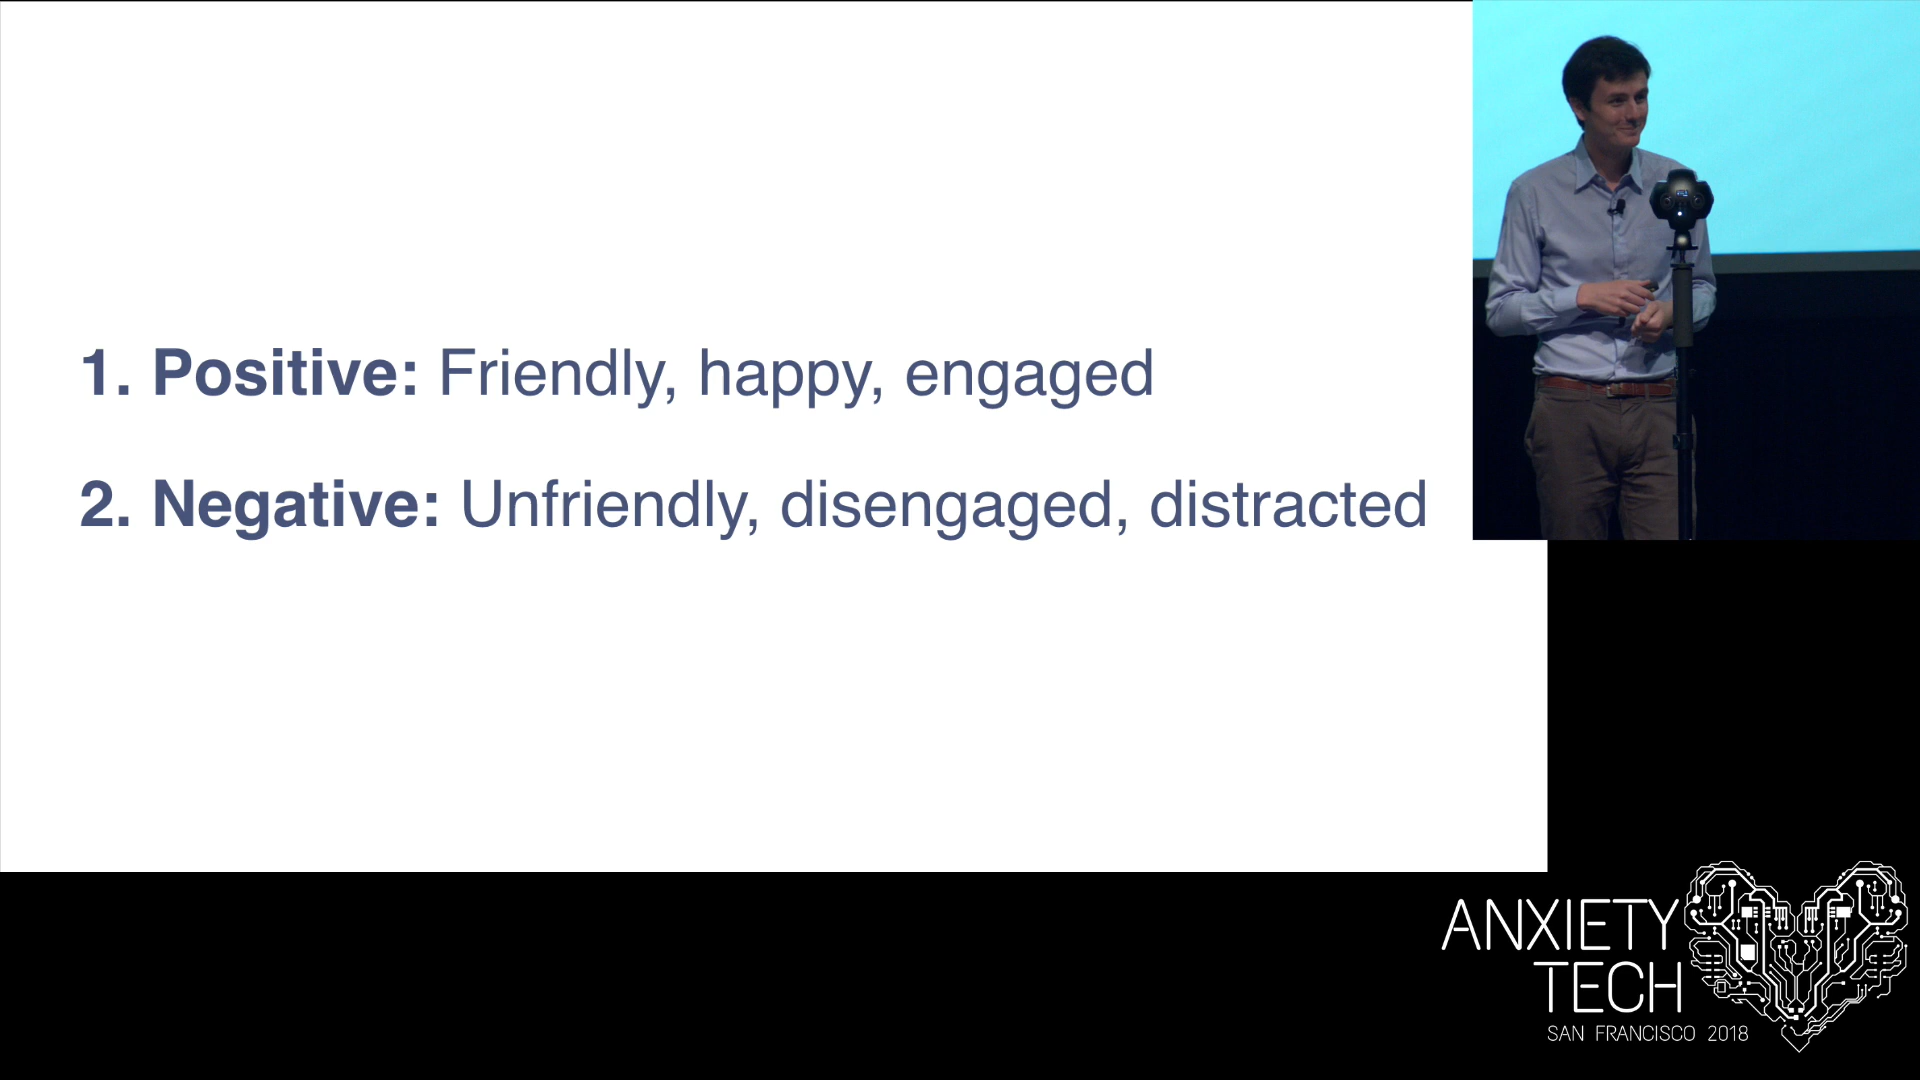 1. Positive: Friendly, happy, engaged
2. Negative: Unfriendly, disengaged, distracted
ANXIETY
TECH
SAN FRANCISCO 2018